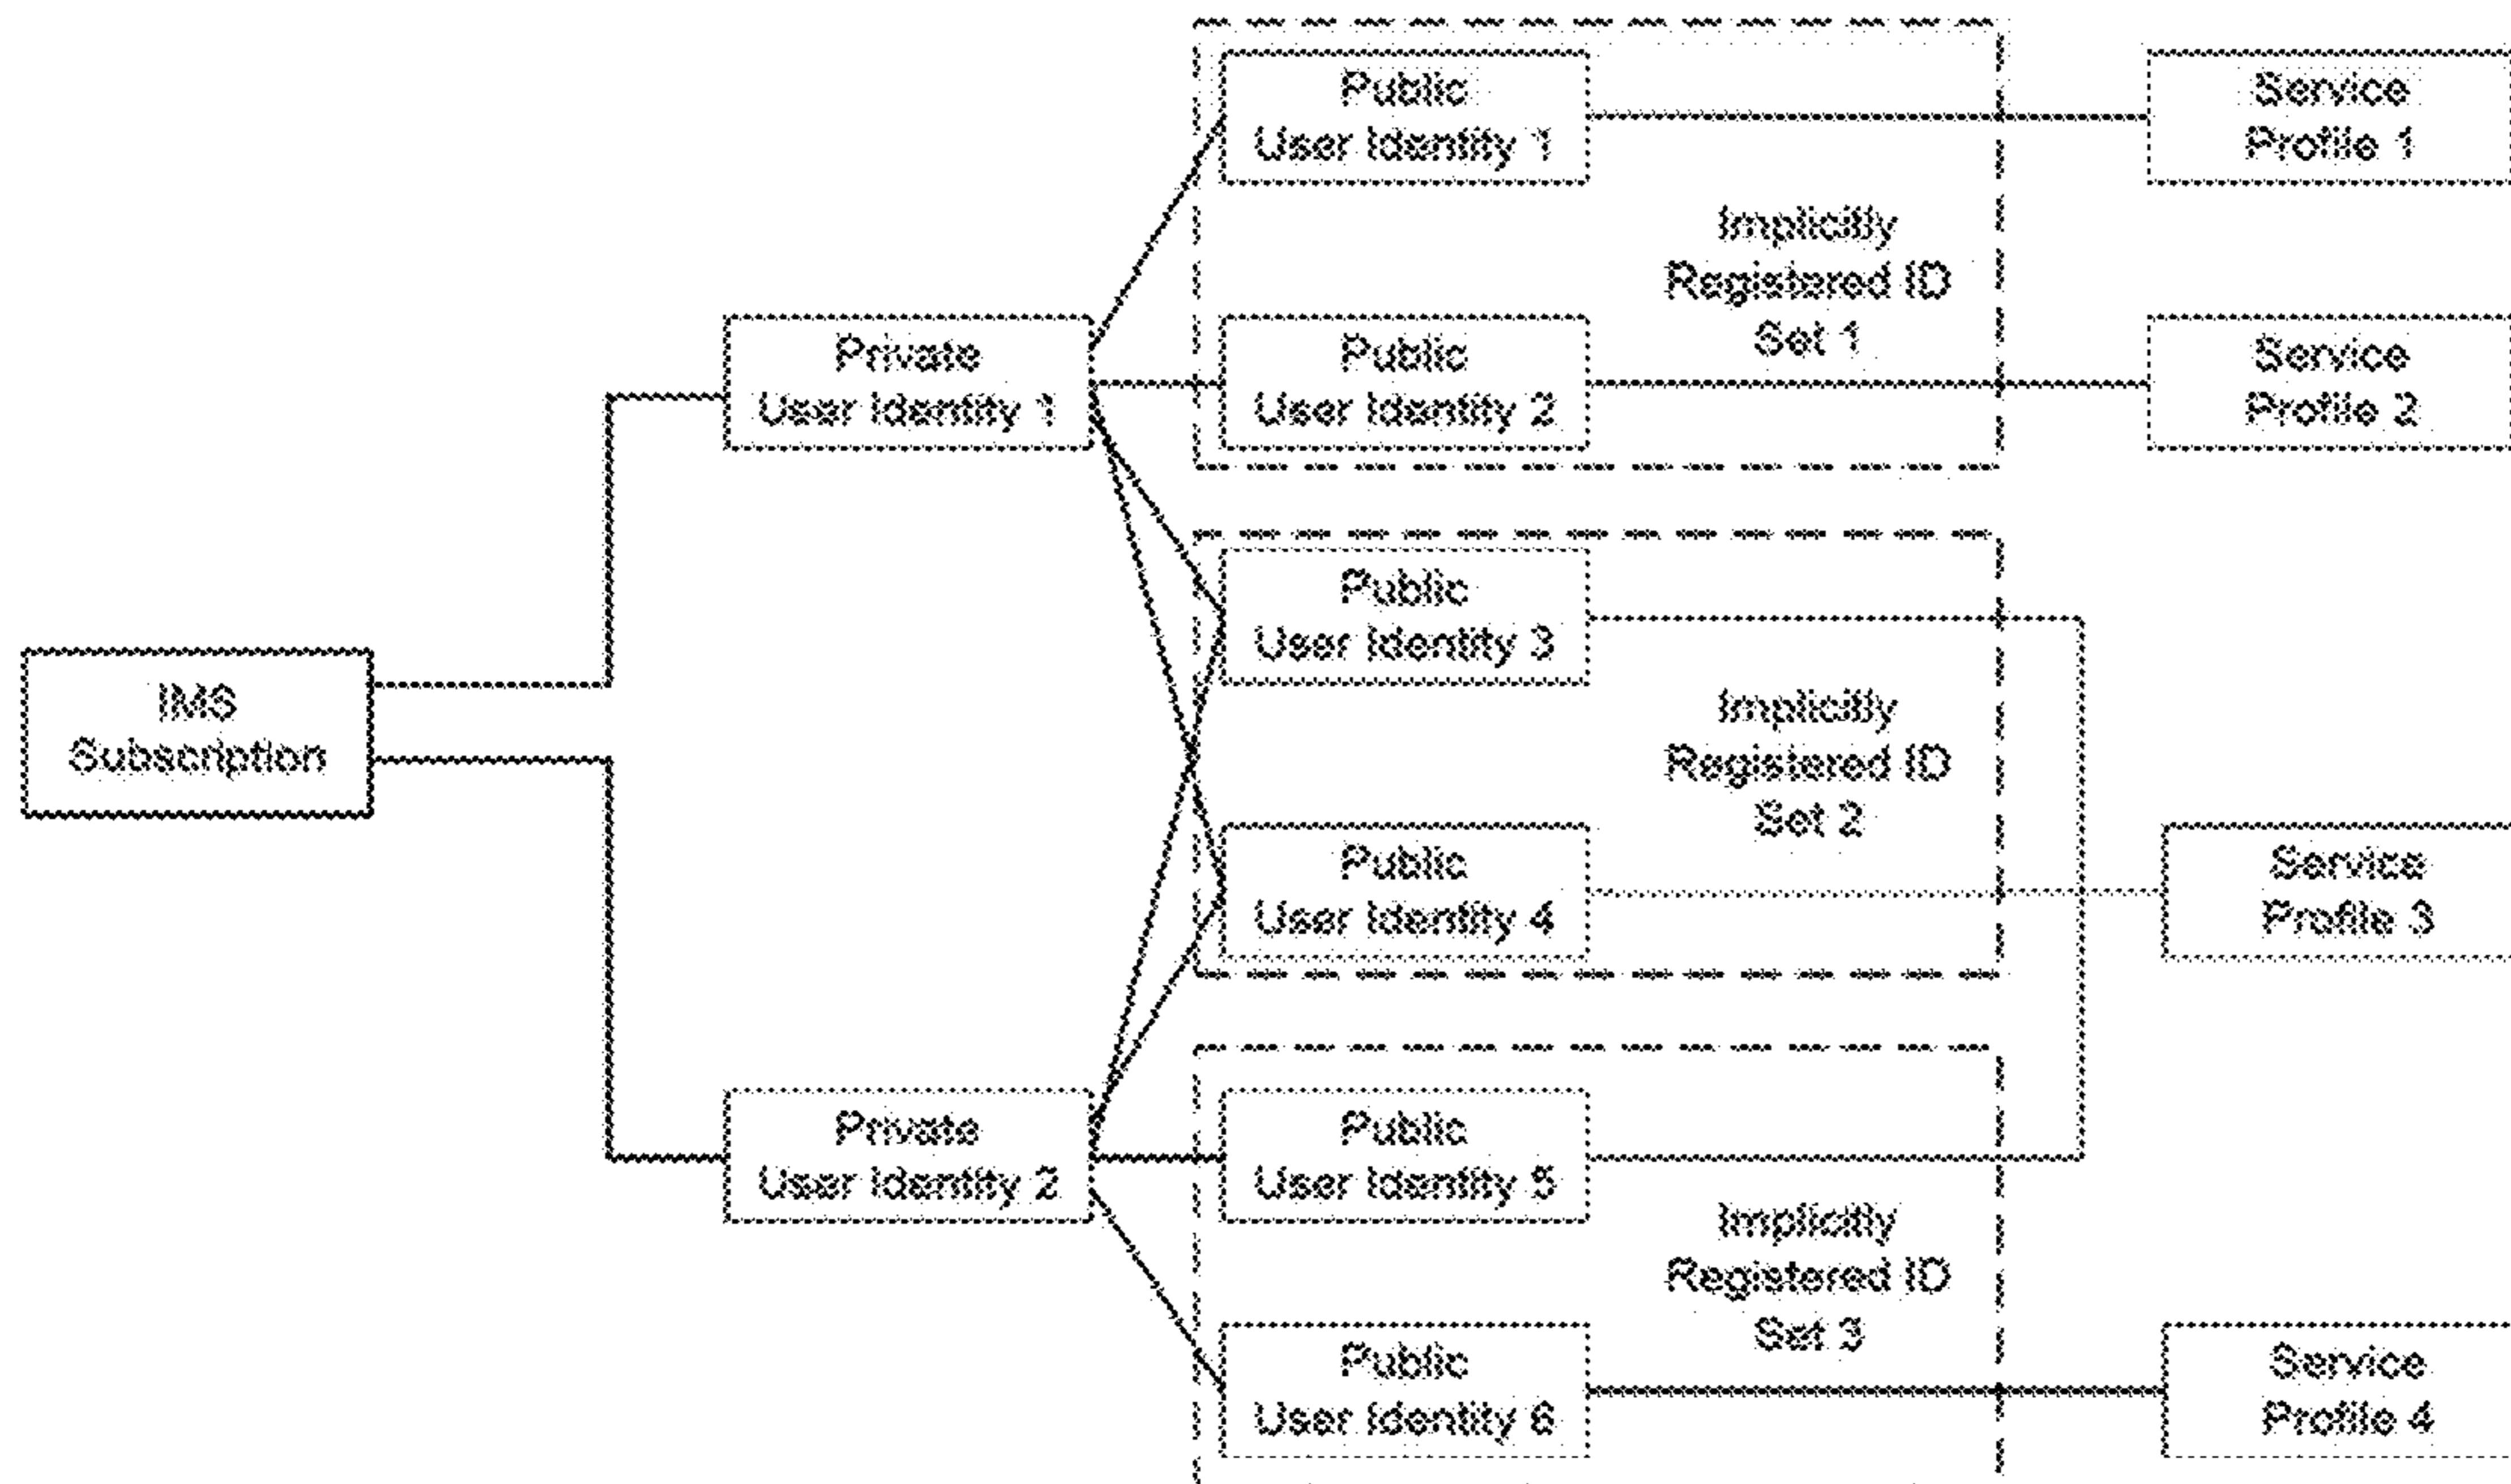 IMS
Subscription
Private
User Identity 1
Private
User Identity 2
Public
User Identity 1
Public
User Identity 2
Implicitly
Registered ID
Set 1
Public
User Identity 3
Public
User Identity 4
Implicitly
Registered ID
Set 2
Public
User Identity 5
Public
User Identity 6
Implicitly
Registered ID
Set 3
Service
Profile 1
Service
Profile 2
Service
Profile 3
Service
Profile 4